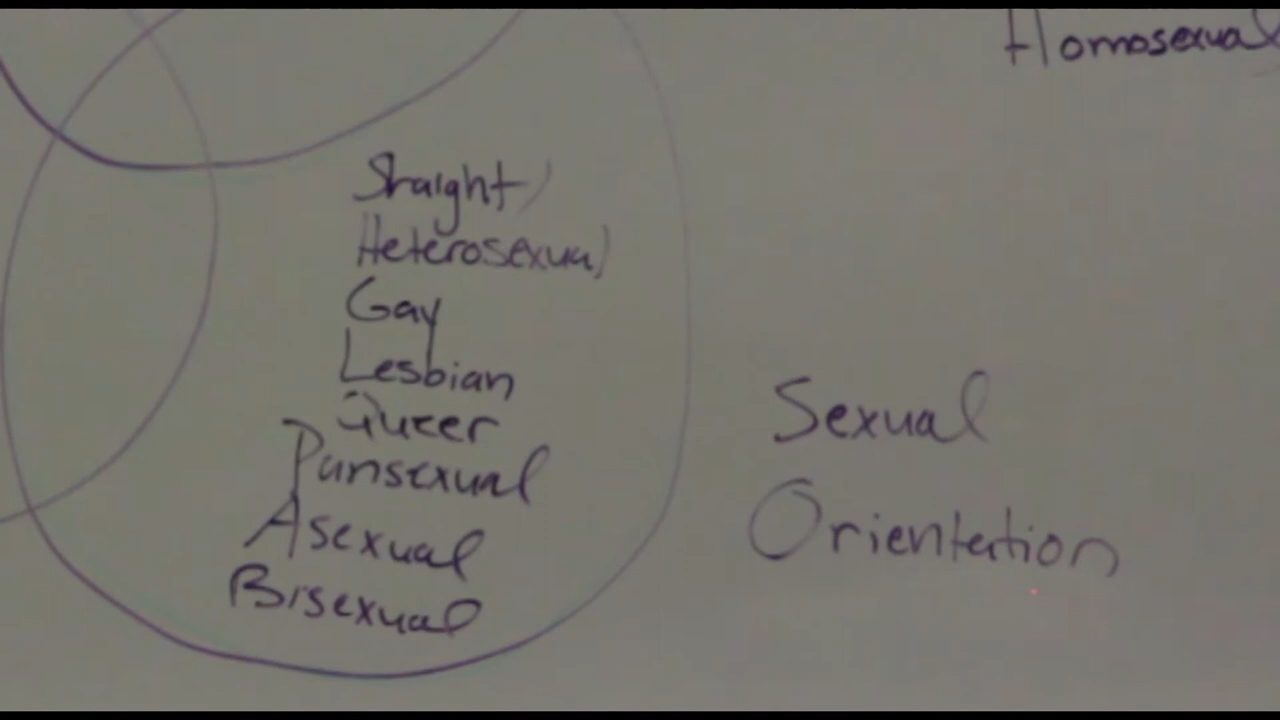 Homosexual
Straight/
Heterosexual
Gay
Lesbian
Queer
Pansexual
Asexual
Bisexual
Sexual
Orientation